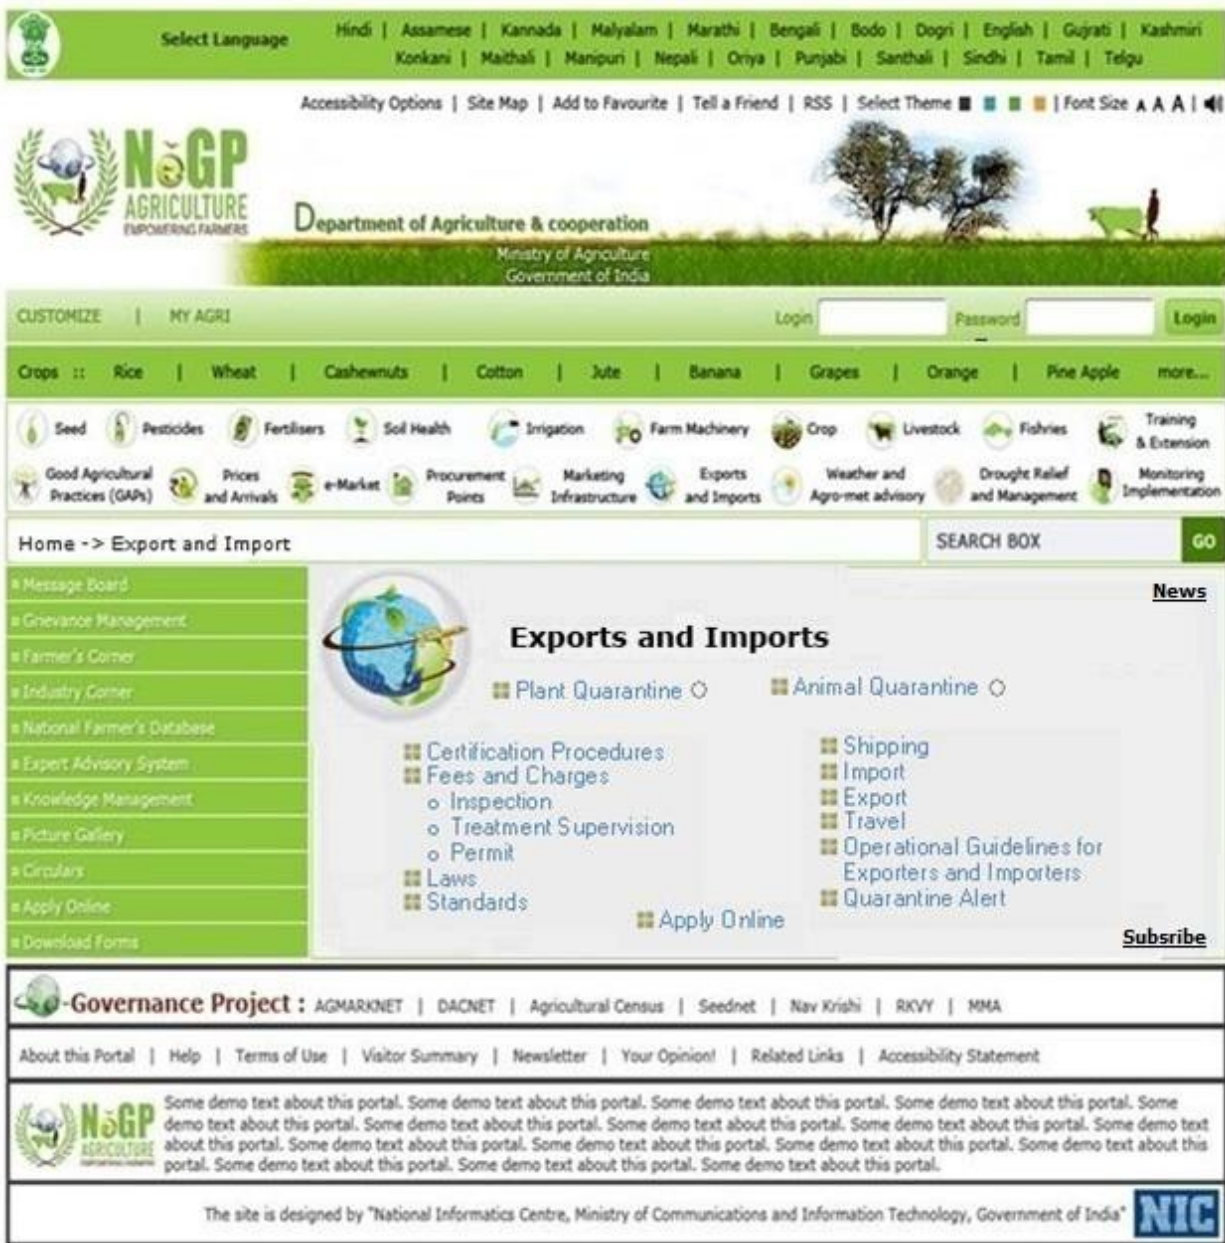 Select Language
Hindi | Assamese | Kannada | Malyalam | Marathi | Bengali | Bodo | Dogri | English | Gujrati | Kashmiri
Konkani | Maithali | Manipuri | Nepali | Oriya | Punjabi | Santhali | Sindhi | Tamil | Telgu
Accessibility Options | Site Map | Add to Favourite | Tell a Friend | RSS | Select Theme | Font Size A A A |
NeGP
AGRICULTURE
EMPOWERING FARMERS
Department of Agriculture & cooperation
Ministry of Agriculture
Government of India
CUSTOMIZE | MY AGRI Login Password Login
Crops :: Rice | Wheat | Cashewnuts | Cotton | Jute | Banana | Grapes | Orange | Pine Apple more...
Seed Pesticides Fertilisers Soil Health Irrigation Farm Machinery Crop Livestock Fishries Training & Extension
Good Agricultural Practices (GAPs) Prices and Arrivals e-Market Procurement Points Marketing Infrastructure Exports and Imports Weather and Agro-met advisory Drought Relief and Management Monitoring Implementation
Home -> Export and Import SEARCH BOX GO
Message Board
Grievance Management
Farmer's Corner
Industry Corner
National Farmer's Database
Expert Advisory System
Knowledge Management
Picture Gallery
Circulars
Apply Online
Download Forms
News
Exports and Imports
Plant Quarantine Animal Quarantine
Certification Procedures
Fees and Charges
o Inspection
o Treatment Supervision
o Permit
Laws
Standards
Shipping
Import
Export
Travel
Operational Guidelines for
Exporters and Importers
Quarantine Alert
Apply Online
Subsribe
e-Governance Project : AGMARKNET | DACNET | Agricultural Census | Seednet | Nav Krishi | RKVY | MMA
About this Portal | Help | Terms of Use | Visitor Summary | Newsletter | Your Opinion! | Related Links | Accessibility Statement
NeGP
AGRICULTURE
EMPOWERING FARMERS
Some demo text about this portal. Some demo text about this portal. Some demo text about this portal. Some demo text about this portal. Some
demo text about this portal. Some demo text about this portal. Some demo text about this portal. Some demo text about this portal. Some demo text
about this portal. Some demo text about this portal. Some demo text about this portal. Some demo text about this portal. Some demo text about this
portal. Some demo text about this portal. Some demo text about this portal. Some demo text about this portal.
The site is designed by "National Informatics Centre, Ministry of Communications and Information Technology, Government of India" NIC